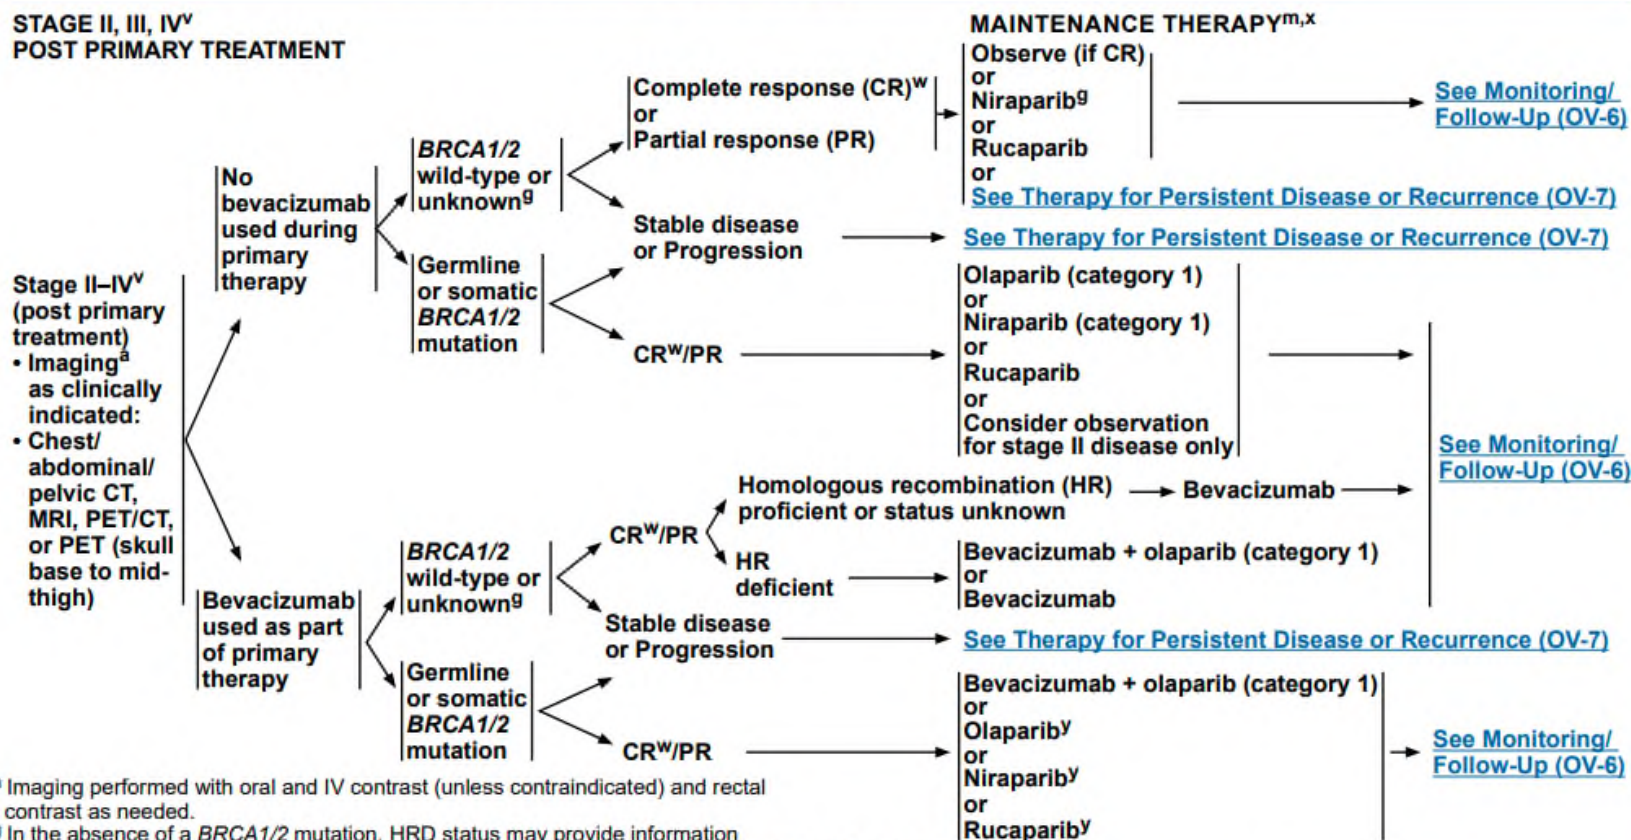 STAGE II, III, IVv
POST PRIMARY TREATMENT
MAINTENANCE THERAPYm,x
Stage II–IVv
(post primary
treatment)
• Imaginga
as clinically
indicated:
• Chest/
abdominal/
pelvic CT,
MRI, PET/CT,
or PET (skull
base to mid-
thigh)
No
bevacizumab
used during
primary
therapy
BRCA1/2
wild-type or
unknowng
Complete response (CR)w
or
Partial response (PR)
Observe (if CR)
or
Niraparibg
or
Rucaparib
or
See Therapy for Persistent Disease or Recurrence (OV-7)
See Monitoring/
Follow-Up (OV-6)
Stable disease
or Progression
See Therapy for Persistent Disease or Recurrence (OV-7)
Germline
or somatic
BRCA1/2
mutation
CRw/PR
Olaparib (category 1)
or
Niraparib (category 1)
or
Rucaparib
or
Consider observation
for stage II disease only
See Monitoring/
Follow-Up (OV-6)
Bevacizumab
used as part
of primary
therapy
BRCA1/2
wild-type or
unknowng
CRw/PR
Homologous recombination (HR)
proficient or status unknown
Bevacizumab
HR
deficient
Bevacizumab + olaparib (category 1)
or
Bevacizumab
Stable disease
or Progression
See Therapy for Persistent Disease or Recurrence (OV-7)
Germline
or somatic
BRCA1/2
mutation
CRw/PR
Bevacizumab + olaparib (category 1)
or
Olapariby
or
Nirapariby
or
Rucapariby
See Monitoring/
Follow-Up (OV-6)
Imaging performed with oral and IV contrast (unless contraindicated) and rectal
contrast as needed.
In the absence of a BRCA1/2 mutation, HRD status may provide information